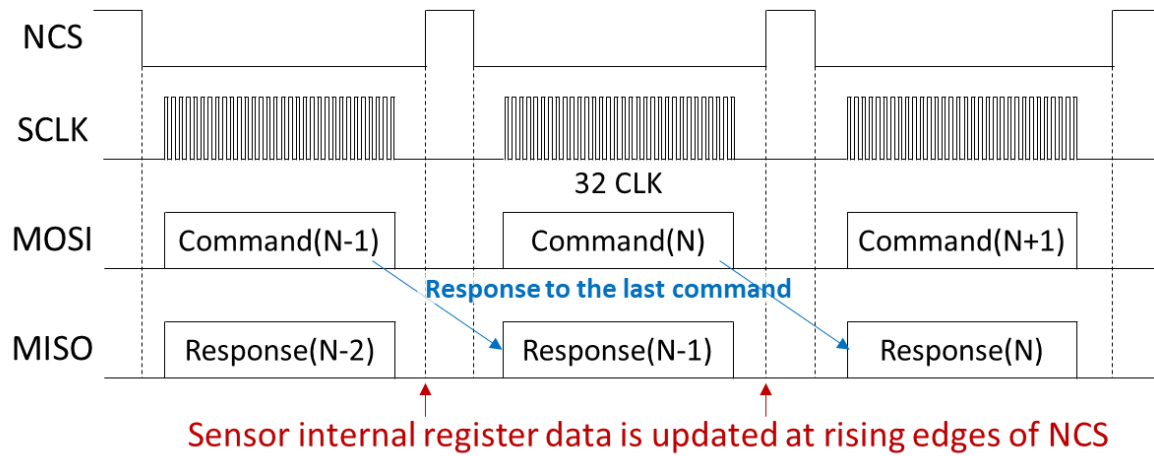 NCS
SCLK
32 CLK
MOSI
Command(N-1)
Command(N)
Command(N+1)
Response to the last command
MISO
Response(N-2)
Response(N-1)
Response(N)
Sensor internal register data is updated at rising edges of NCS